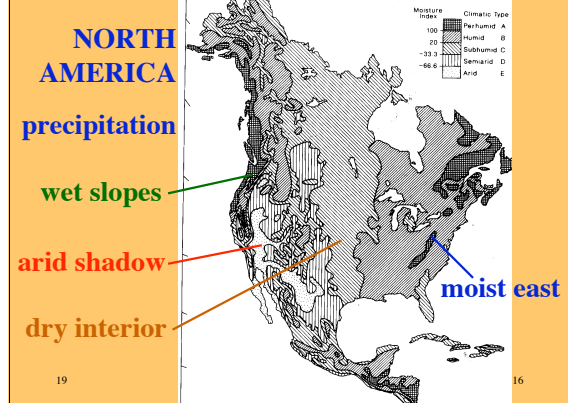 NORTH
AMERICA
precipitation
wet slopes
arid shadow
dry interior
moist east
Moisture
Index
Climatic Type
Perhumid A
100
Humid B
20
Subhumid C
-33.3
Semiarid D
-66.6
Arid E
19
16